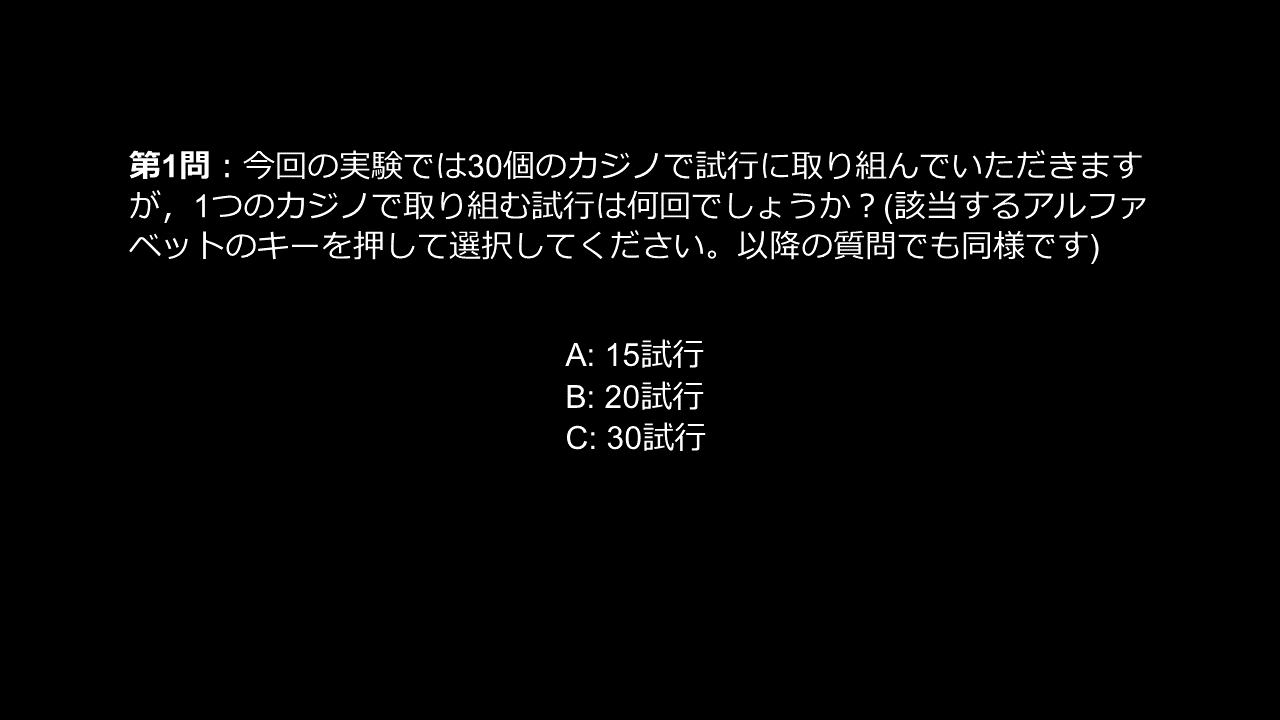 第1問：今回の実験では30個のカジノで試行に取り組んでいただきます
が，1つのカジノで取り組む試行は何回でしょうか？(該当するアルファ
ベットのキーを押して選択してください。以降の質問でも同様です)
A: 15試行
B: 20試行
C: 30試行